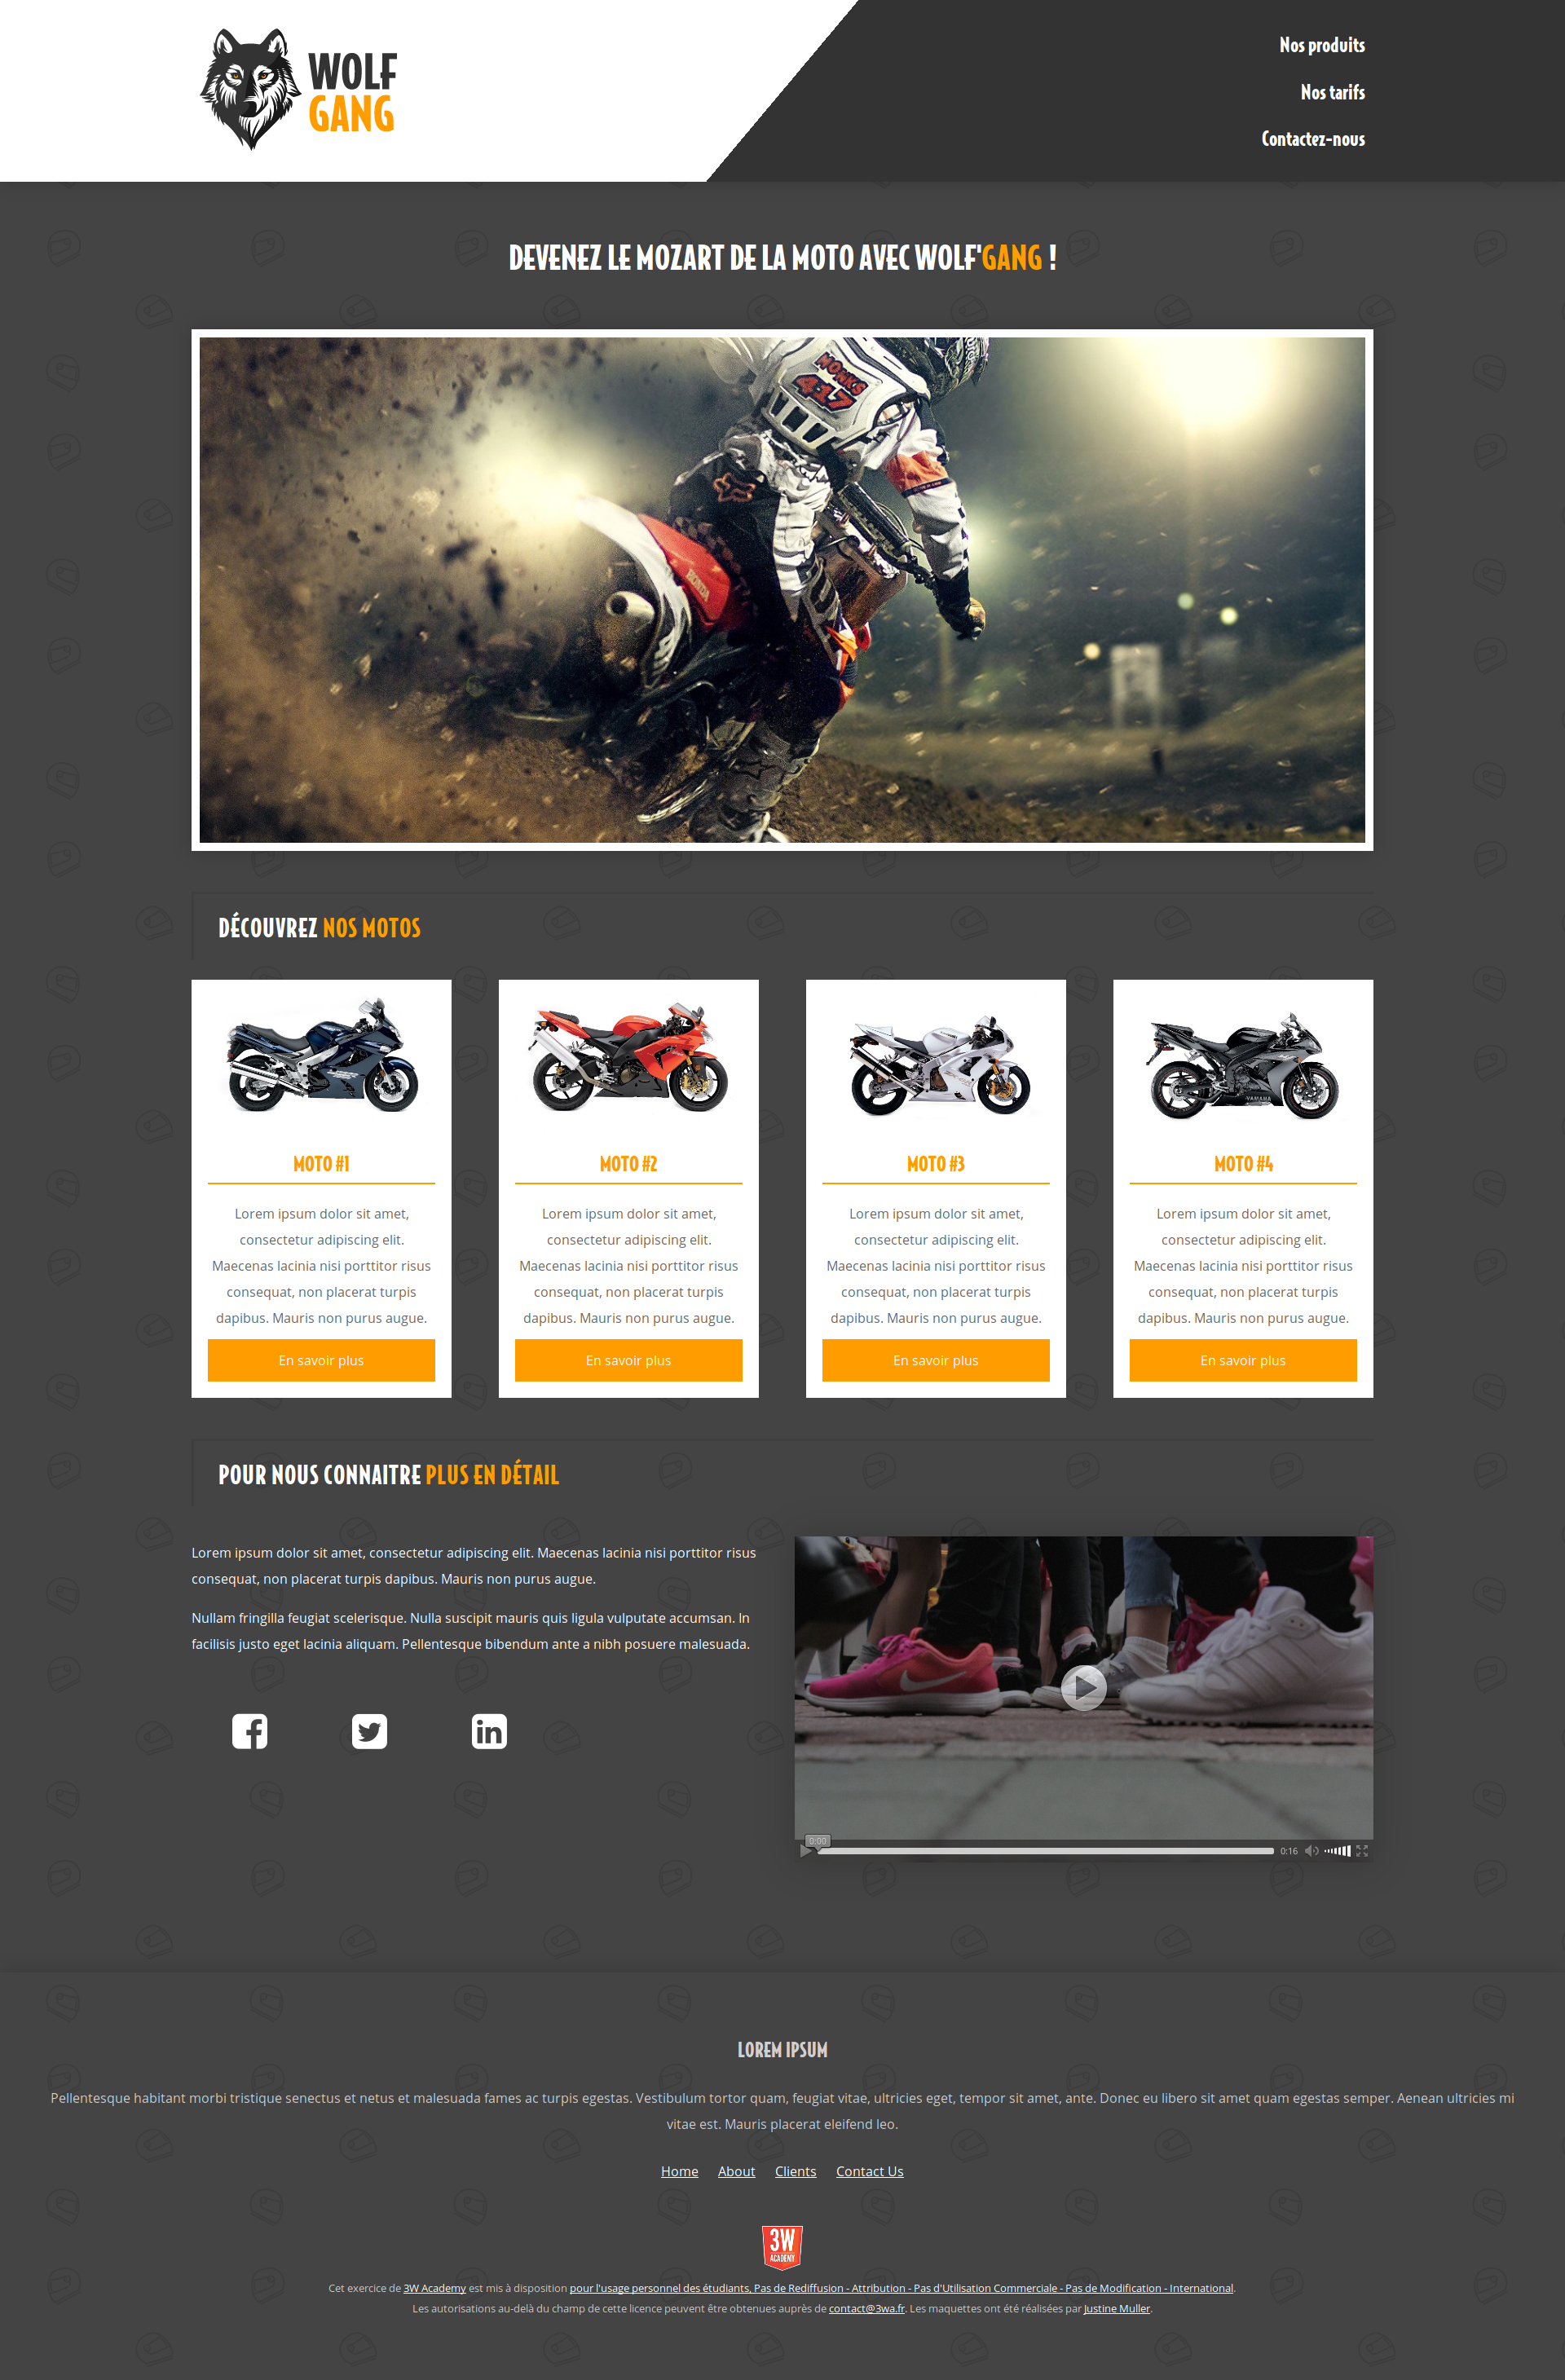 WOLF
GANG
Nos produits
Nos tarifs
Contactez-nous
DEVENEZ LE MOZART DE LA MOTO AVEC WOLF'GANG !
MONKS
417
HONDA
DÉCOUVREZ NOS MOTOS
YAMAHA
MOTO #1
Lorem ipsum dolor sit amet,
consectetur adipiscing elit.
Maecenas lacinia nisi porttitor risus
consequat, non placerat turpis
dapibus. Mauris non purus augue.
En savoir plus
MOTO #2
Lorem ipsum dolor sit amet,
consectetur adipiscing elit.
Maecenas lacinia nisi porttitor risus
consequat, non placerat turpis
dapibus. Mauris non purus augue.
En savoir plus
MOTO #3
Lorem ipsum dolor sit amet,
consectetur adipiscing elit.
Maecenas lacinia nisi porttitor risus
consequat, non placerat turpis
dapibus. Mauris non purus augue.
En savoir plus
MOTO #4
Lorem ipsum dolor sit amet,
consectetur adipiscing elit.
Maecenas lacinia nisi porttitor risus
consequat, non placerat turpis
dapibus. Mauris non purus augue.
En savoir plus
POUR NOUS CONNAITRE PLUS EN DÉTAIL
Lorem ipsum dolor sit amet, consectetur adipiscing elit. Maecenas lacinia nisi porttitor risus
consequat, non placerat turpis dapibus. Mauris non purus augue.
Nullam fringilla feugiat scelerisque. Nulla suscipit mauris quis ligula vulputate accumsan. In
facilisis justo eget lacinia aliquam. Pellentesque bibendum ante a nibh posuere malesuada.
in
0:00
0:16
LOREM IPSUM
Pellentesque habitant morbi tristique senectus et netus et malesuada fames ac turpis egestas. Vestibulum tortor quam, feugiat vitae, ultricies eget, tempor sit amet, ante. Donec eu libero sit amet quam egestas semper. Aenean ultricies mi
vitae est. Mauris placerat eleifend leo.
Home About Clients Contact Us
3W
ACADEMY
Cet exercice de 3W Academy est mis à disposition pour l'usage personnel des étudiants, Pas de Rediffusion - Attribution - Pas d'Utilisation Commerciale - Pas de Modification - International.
Les autorisations au-delà du champ de cette licence peuvent être obtenues auprès de contact@3wa.fr. Les maquettes ont été réalisées par Justine Muller.